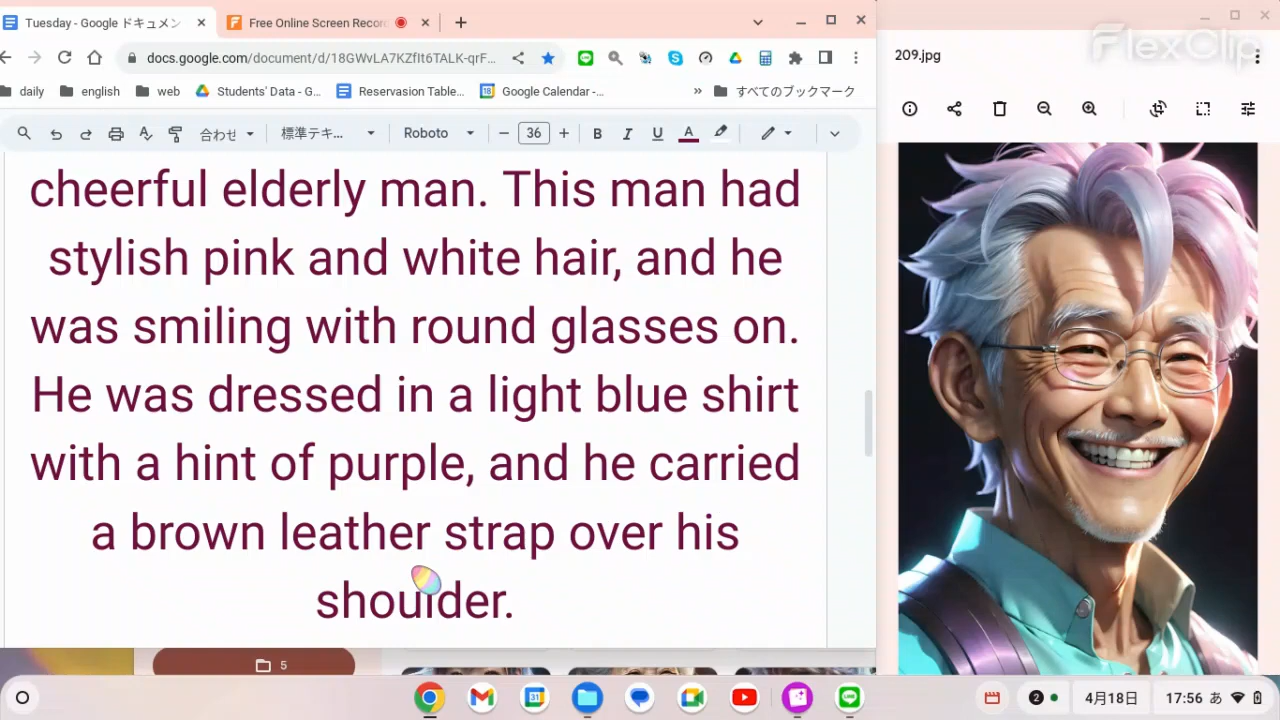 Tuesday - Google ドキュメン
Free Online Screen Recor
docs.google.com/document/d/18GWvLA7KZfIt6TALK-qrF...
daily
english
web
Students' Data - G...
Reservasion Table...
Google Calendar -...
»
すべてのブックマーク
合わせ
標準テキ...
Roboto
36
B
I
U
A
cheerful elderly man. This man had
stylish pink and white hair, and he
was smiling with round glasses on.
He was dressed in a light blue shirt
with a hint of purple, and he carried
a brown leather strap over his
shoulder.
5
FlexClip
209.jpg
2
4月18日
17:56
あ